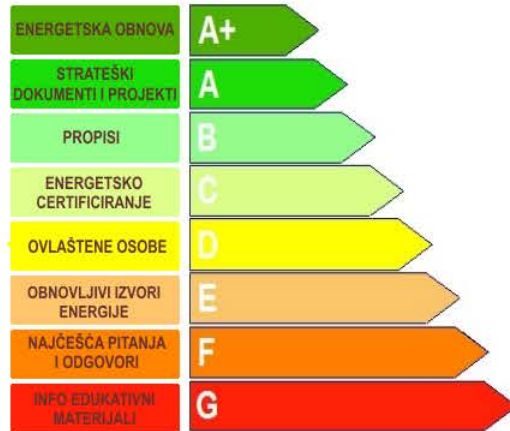 ENERGETSKA OBNOVA A+
STRATEŠKI
DOKUMENTI I PROJEKTI A
PROPISI B
ENERGETSKO
CERTIFICIRANJE C
OVLAŠTENE OSOBE D
OBNOVLJIVI IZVORI
ENERGIJE E
NAJČEŠĆA PITANJA
I ODGOVORI F
INFO EDUKATIVNI
MATERIJALI G